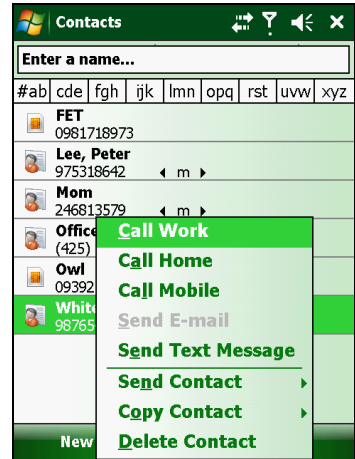 Contacts
Enter a name...
#ab cde fgh ijk lmn opq rst uvw xyz
FET
0981718973
Lee, Peter
975318642 m
Mom
246813579 m
Office
(425)
Owl
09392
White
98765
Call Work
Call Home
Call Mobile
Send E-mail
Send Text Message
Send Contact
Copy Contact
Delete Contact
New